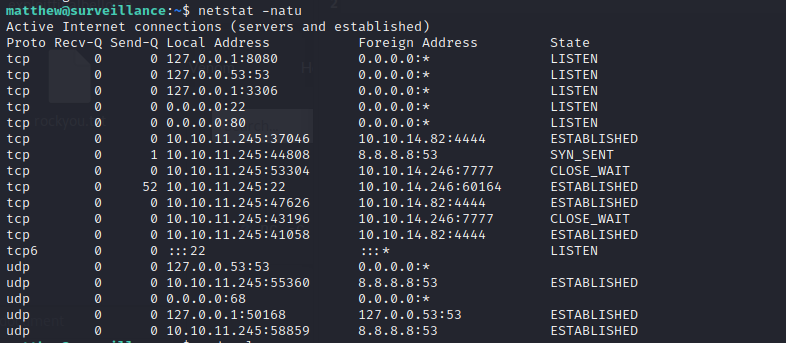 matthew@surveillance:~$ netstat -natu
Active Internet connections (servers and established)
Proto Recv-Q Send-Q Local Address           Foreign Address         State
tcp        0      0 127.0.0.1:8080          0.0.0.0:*               LISTEN
tcp        0      0 127.0.0.53:53           0.0.0.0:*               LISTEN
tcp        0      0 127.0.0.1:3306          0.0.0.0:*               LISTEN
tcp        0      0 0.0.0.0:22              0.0.0.0:*               LISTEN
tcp        0      0 0.0.0.0:80              0.0.0.0:*               LISTEN
tcp        0      0 10.10.11.245:37046      10.10.14.82:4444        ESTABLISHED
tcp        0      1 10.10.11.245:44808      8.8.8.8:53              SYN_SENT
tcp        0      0 10.10.11.245:53304      10.10.14.246:7777       CLOSE_WAIT
tcp        0     52 10.10.11.245:22         10.10.14.246:60164      ESTABLISHED
tcp        0      0 10.10.11.245:47626      10.10.14.82:4444        ESTABLISHED
tcp        0      0 10.10.11.245:43196      10.10.14.246:7777       CLOSE_WAIT
tcp        0      0 10.10.11.245:41058      10.10.14.82:4444        ESTABLISHED
tcp6       0      0 :::22                   :::*                    LISTEN
udp        0      0 127.0.0.53:53           0.0.0.0:*
udp        0      0 10.10.11.245:55360      8.8.8.8:53              ESTABLISHED
udp        0      0 0.0.0.0:68              0.0.0.0:*
udp        0      0 127.0.0.1:50168         127.0.0.53:53           ESTABLISHED
udp        0      0 10.10.11.245:58859      8.8.8.8:53              ESTABLISHED